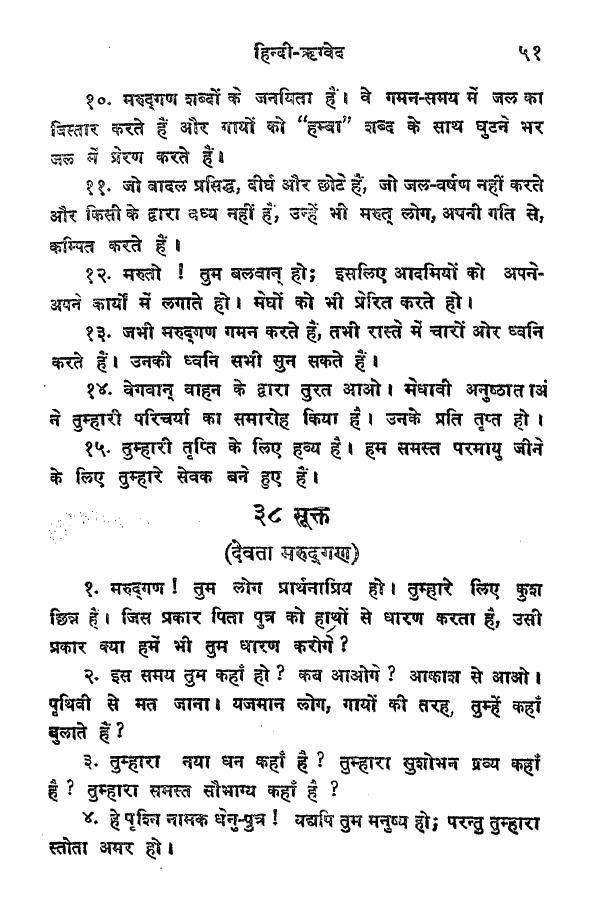 हिन्दी-ऋग्वेद ५१
१०. मरुद्गण शब्दों के जनयिता हैं। वे गमन-समय में जल का
विस्तार करते हैं और गायों को “हम्बा” शब्द के साथ घुटने भर
जल में प्रेरण करते हैं।
११. जो बादल प्रसिद्ध, दीर्घ और छोटे हैं, जो जल-वर्षण नहीं करते
और किसी के द्वारा वध्य नहीं हैं, उन्हें भी मरुत् लोग, अपनी गति से,
कम्पित करते हैं।
१२. मरुतो ! तुम बलवान् हो; इसलिए आदमियों को अपने-
अपने कार्यों में लगाते हो। मेघों को भी प्रेरित करते हो।
१३. जभी मरुद्गण गमन करते हैं, तभी रास्ते में चारों ओर ध्वनि
करते हैं। उनकी ध्वनि सभी सुन सकते हैं।
१४. वेगवान् वाहन के द्वारा तुरत आओ। मेधावी अनुष्ठाताओं
ने तुम्हारी परिचर्या का समारोह किया है। उनके प्रति तृप्त हो।
१५. तुम्हारी तृप्ति के लिए हव्य है। हम समस्त परमायु जीने
के लिए तुम्हारे सेवक बने हुए हैं।
३८ सूक्त
(देवता मरुद्गण)
१. मरुद्गण ! तुम लोग प्रार्थनाप्रिय हो। तुम्हारे लिए कुश
छिन्न हैं। जिस प्रकार पिता पुत्र को हाथों से धारण करता है, उसी
प्रकार क्या हमें भी तुम धारण करोगे ?
२. इस समय तुम कहाँ हो ? कब आओगे ? आकाश से आओ।
पृथिवी से मत जाना। यजमान लोग, गायों की तरह, तुम्हें कहाँ
बुलाते हैं ?
३. तुम्हारा नया धन कहाँ है ? तुम्हारा सुशोभन द्रव्य कहाँ
है ? तुम्हारा समस्त सौभाग्य कहाँ है ?
४. हे पृश्नि नामक धेनु-पुत्र ! यद्यपि तुम मनुष्य हो; परन्तु तुम्हारा
स्तोता अमर हो।